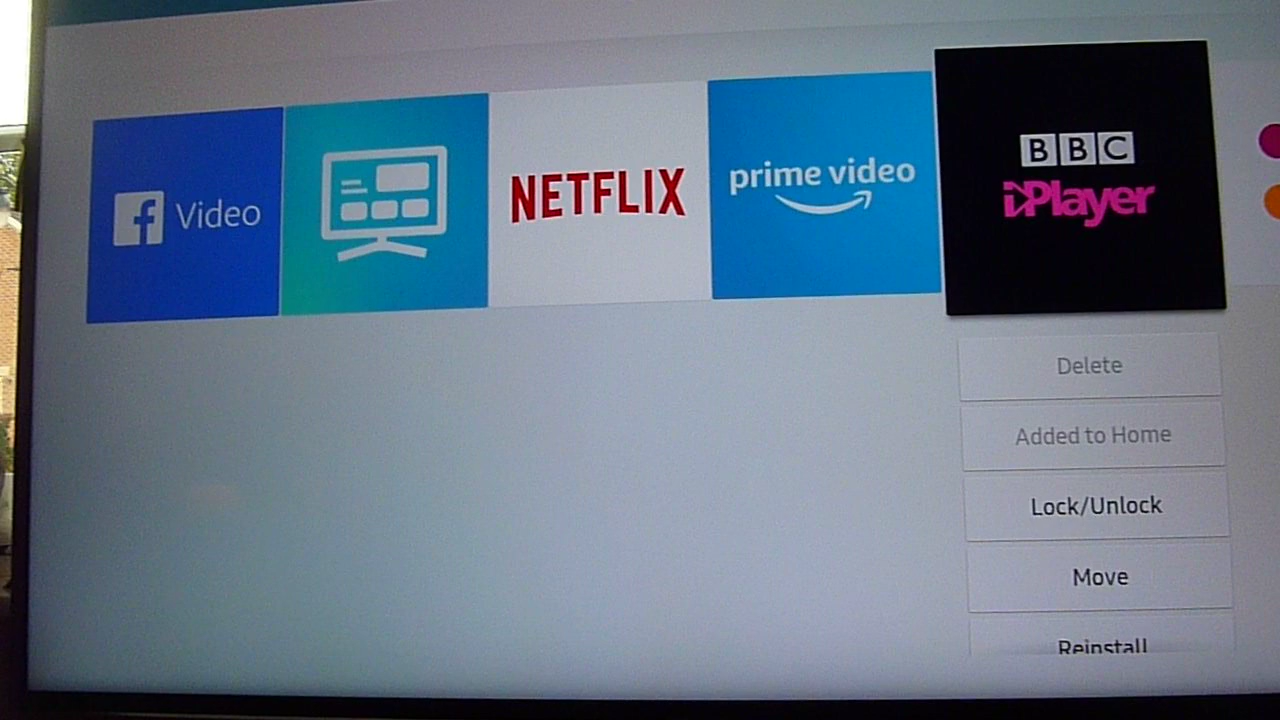 f Video
NETFLIX
prime video
BBC
iPlayer
Delete
Added to Home
Lock/Unlock
Move
Reinstall